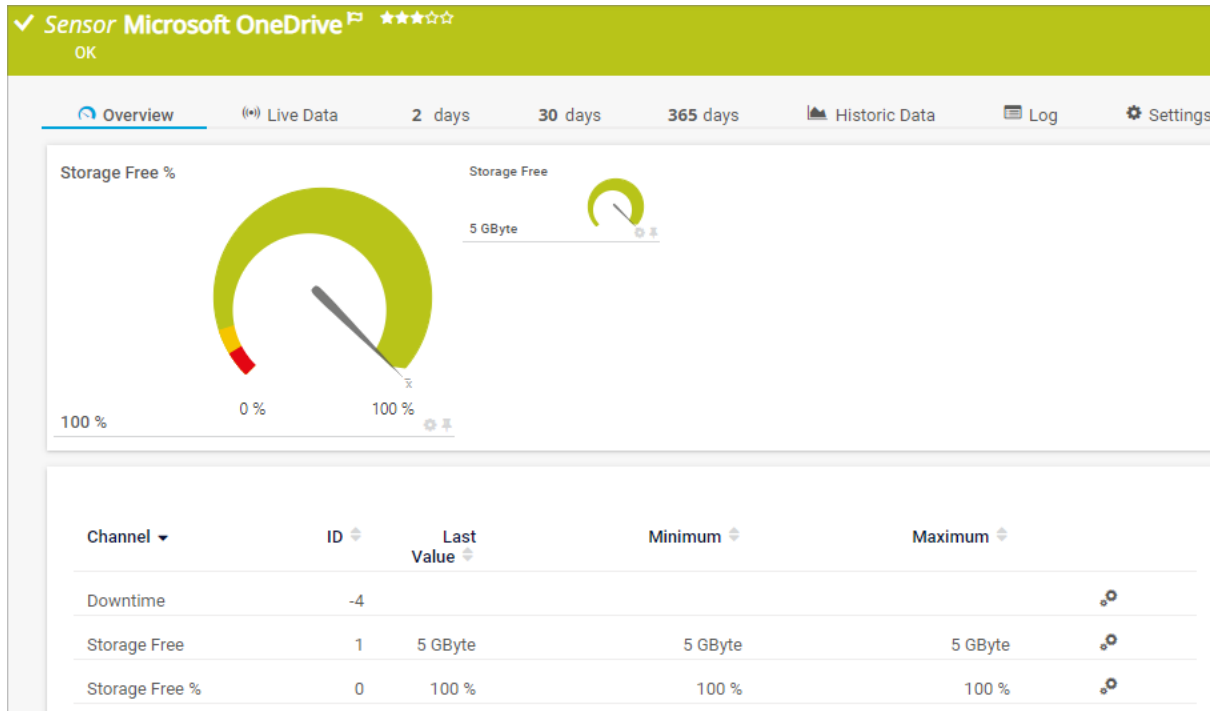 Sensor Microsoft OneDrive
OK
Overview Live Data 2 days 30 days 365 days Historic Data Log Settings
Storage Free %
Storage Free
5 GByte
x
0 % 100 %
100 %
Channel ID Last Value Minimum Maximum
Downtime -4
Storage Free 1 5 GByte 5 GByte 5 GByte
Storage Free % 0 100 % 100 % 100 %